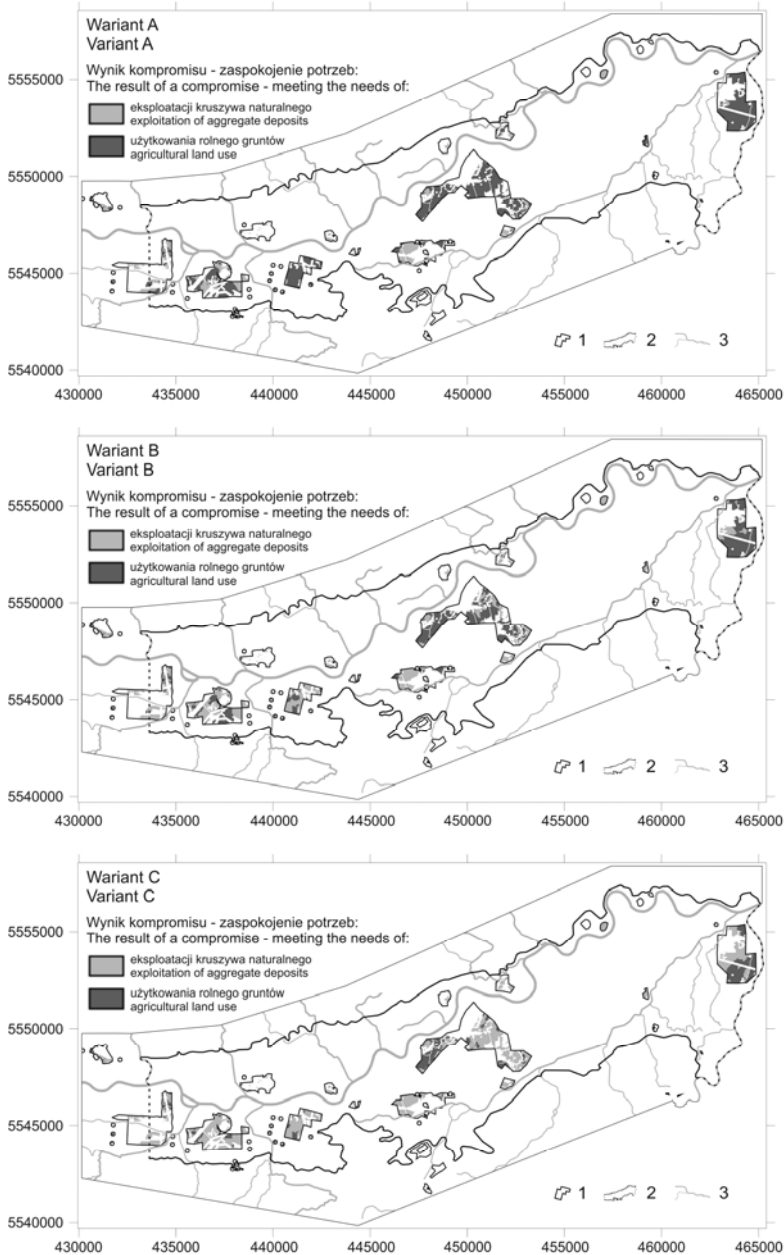 Wariant A
Variant A
Wynik kompromisu - zaspokojenie potrzeb:
The result of a compromise - meeting the needs of:
eksploatacji kruszywa naturalnego
exploitation of aggregate deposits
użytkowania rolnego gruntów
agricultural land use
5555000
5550000
5545000
5540000
1 2 3
430000 435000 440000 445000 450000 455000 460000 465000
Wariant B
Variant B
Wynik kompromisu - zaspokojenie potrzeb:
The result of a compromise - meeting the needs of:
eksploatacji kruszywa naturalnego
exploitation of aggregate deposits
użytkowania rolnego gruntów
agricultural land use
5555000
5550000
5545000
5540000
1 2 3
430000 435000 440000 445000 450000 455000 460000 465000
Wariant C
Variant C
Wynik kompromisu - zaspokojenie potrzeb:
The result of a compromise - meeting the needs of:
eksploatacji kruszywa naturalnego
exploitation of aggregate deposits
użytkowania rolnego gruntów
agricultural land use
5555000
5550000
5545000
5540000
1 2 3
430000 435000 440000 445000 450000 455000 460000 465000